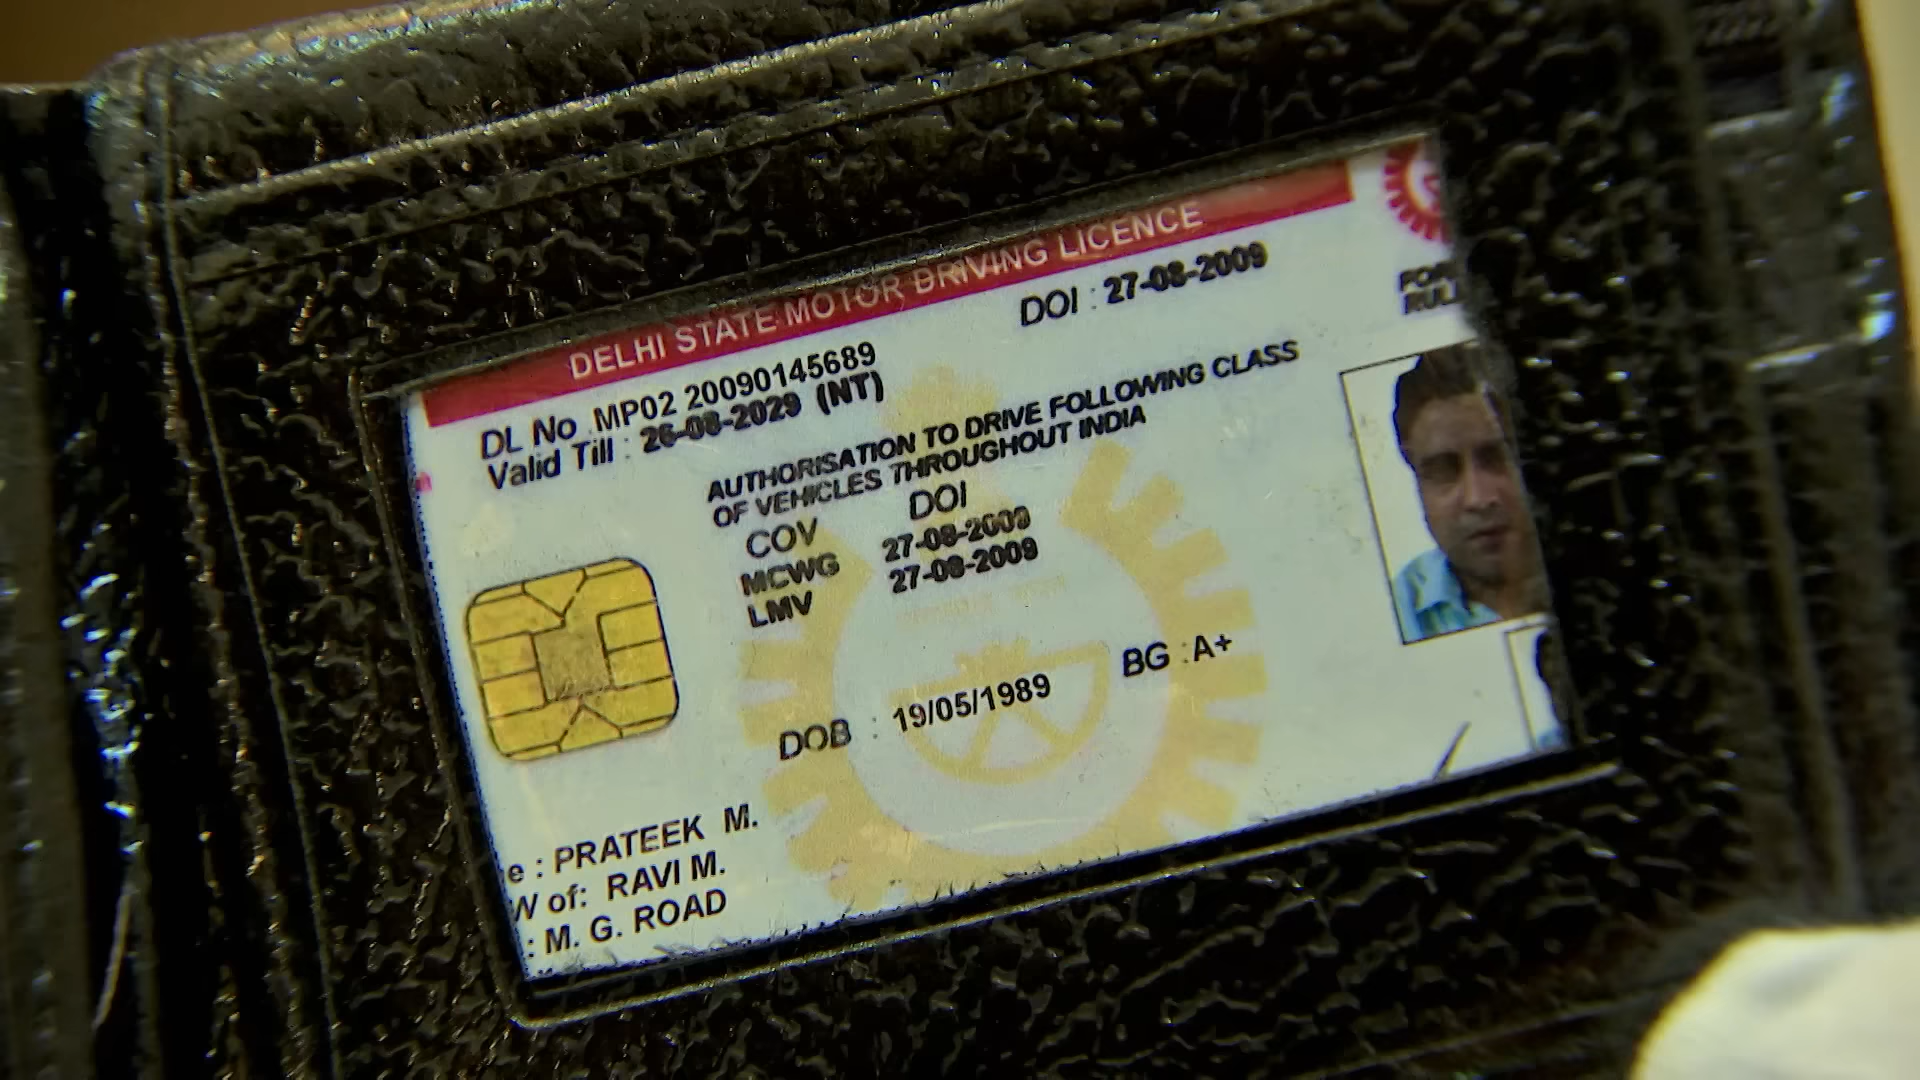 DELHI STATE MOTOR DRIVING LICENCE
DL No MP02 20090145689
DOI : 27-08-2009
Valid Till : 26-08-2029 (NT)
AUTHORISATION TO DRIVE FOLLOWING CLASS
OF VEHICLES THROUGHOUT INDIA
COV DOI
MCWG 27-08-2009
LMV 27-08-2009
DOB : 19/05/1989 BG : A+
e : PRATEEK M.
W of: RAVI M.
: M. G. ROAD